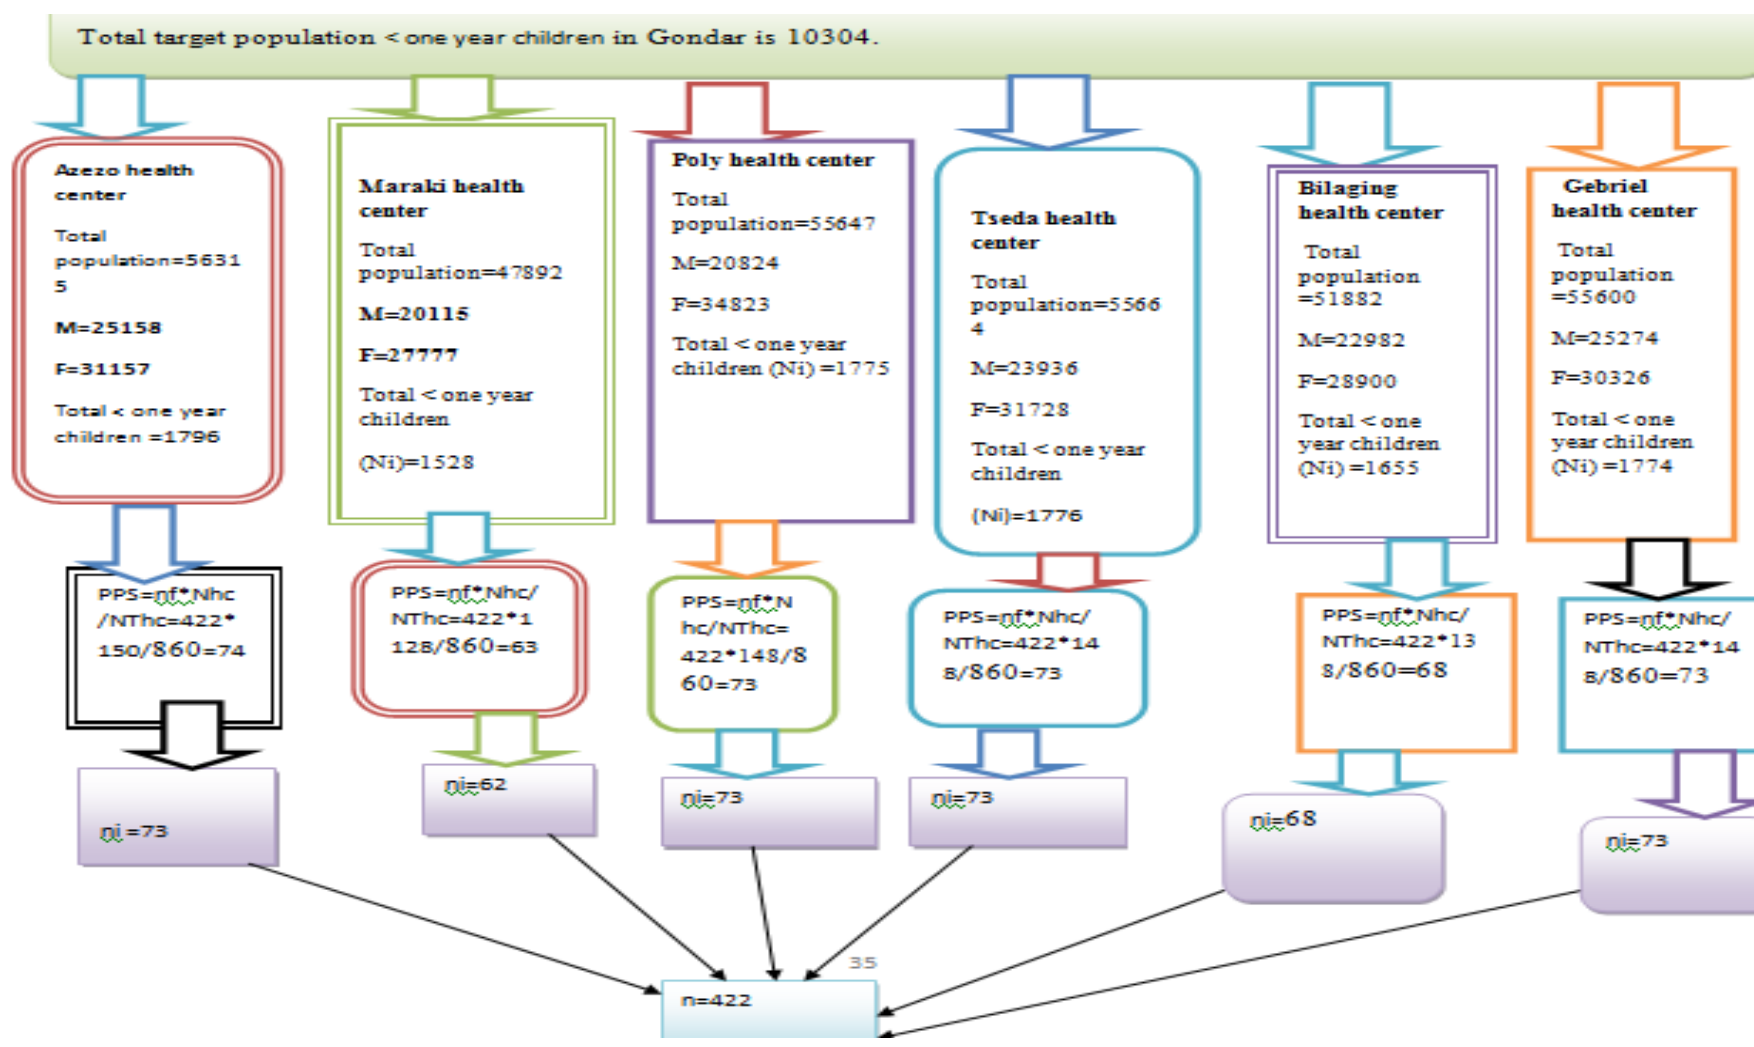 Total target population < one year children in Gondar is 10304.
Azezo health
center
Total
population=5631
5
M=25158
F=31157
Total < one year
children =1796
Maraki health
center
Total
population=47892
M=20115
F=27777
Total < one year
children
(Ni)=1528
Poly health center
Total
population=55647
M=20824
F=34823
Total < one year
children (Ni) =1775
Tseda health
center
Total
population=5566
4
M=23936
F=31728
Total < one year
children
(Ni)=1776
Bilaging
health center
Total
population
=51882
M=22982
F=28900
Total < one
year children
(Ni) =1655
Gebriel
health center
Total
population
=55600
M=25274
F=30326
Total < one
year children
(Ni) =1774
PPS=nf*Nhc
/NThc=422*
150/860=74
PPS=nf*Nhc/
NThc=422*1
128/860=63
PPS=nf*N
hc/NThc=
422*148/8
60=73
PPS=nf*Nhc/
NThc=422*14
8/860=73
PPS=nf*Nhc/
NThc=422*13
8/860=68
PPS=nf*Nhc/
NThc=422*14
8/860=73
ni =73
ni=62
ni=73
ni=73
ni=68
ni=73
35
n=422